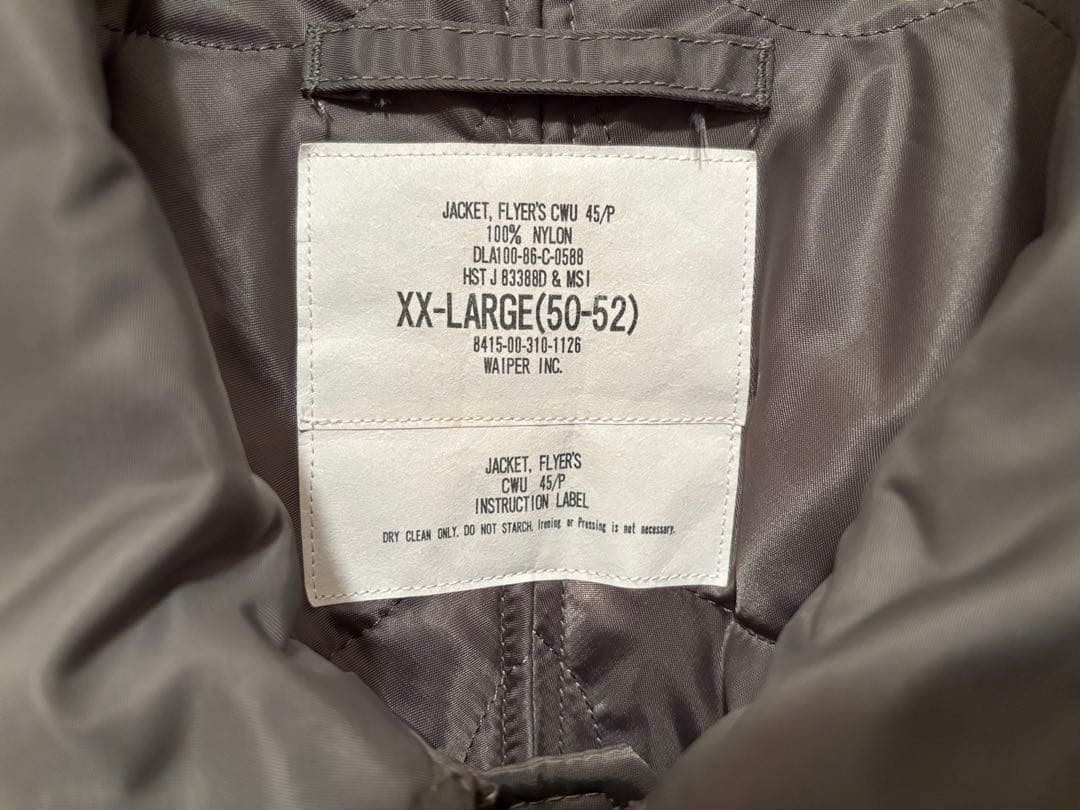 JACKET, FLYER'S CWU 45/P
100% NYLON
DLA100-86-C-0588
HST J 83388D & MSI
XX-LARGE(50-52)
8415-00-310-1126
WAIPER INC.
JACKET, FLYER'S
CWU 45/P
INSTRUCTION LABEL
DRY CLEAN ONLY. DO NOT STARCH. Ironing or Pressing is not necessary.